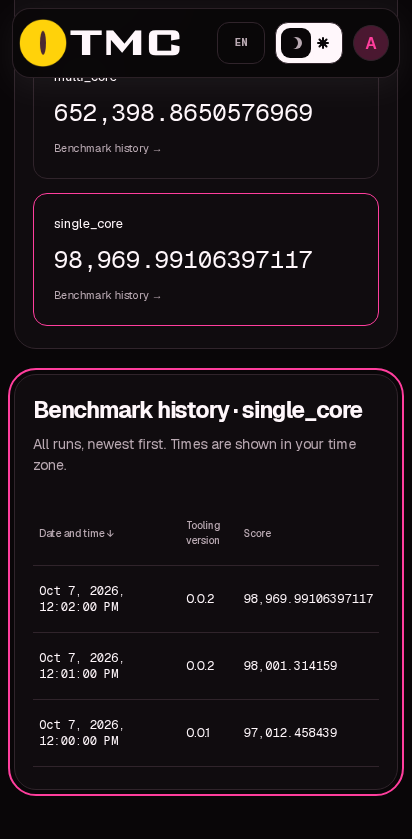 TMC
EN
A
multi_core
652,398.8650576969
Benchmark history →
single_core
98,969.99106397117
Benchmark history →
Benchmark history · single_core
All runs, newest first. Times are shown in your time
zone.
Date and time ↓
Tooling
version
Score
Oct 7, 2026,
12:02:00 PM
0.0.2
98,969.99106397117
Oct 7, 2026,
12:01:00 PM
0.0.2
98,001.314159
Oct 7, 2026,
12:00:00 PM
0.0.1
97,012.458439